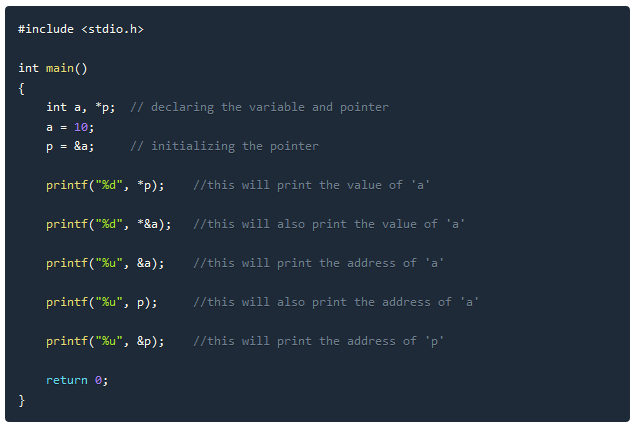 #include <stdio.h>
int main()
{
    int a, *p;  // declaring the variable and pointer
    a = 10;
    p = &a;     // initializing the pointer
    printf("%d", *p);    //this will print the value of 'a'
    printf("%d", *&a);   //this will also print the value of 'a'
    printf("%u", &a);    //this will print the address of 'a'
    printf("%u", p);     //this will also print the address of 'a'
    printf("%u", &p);    //this will print the address of 'p'
    return 0;
}